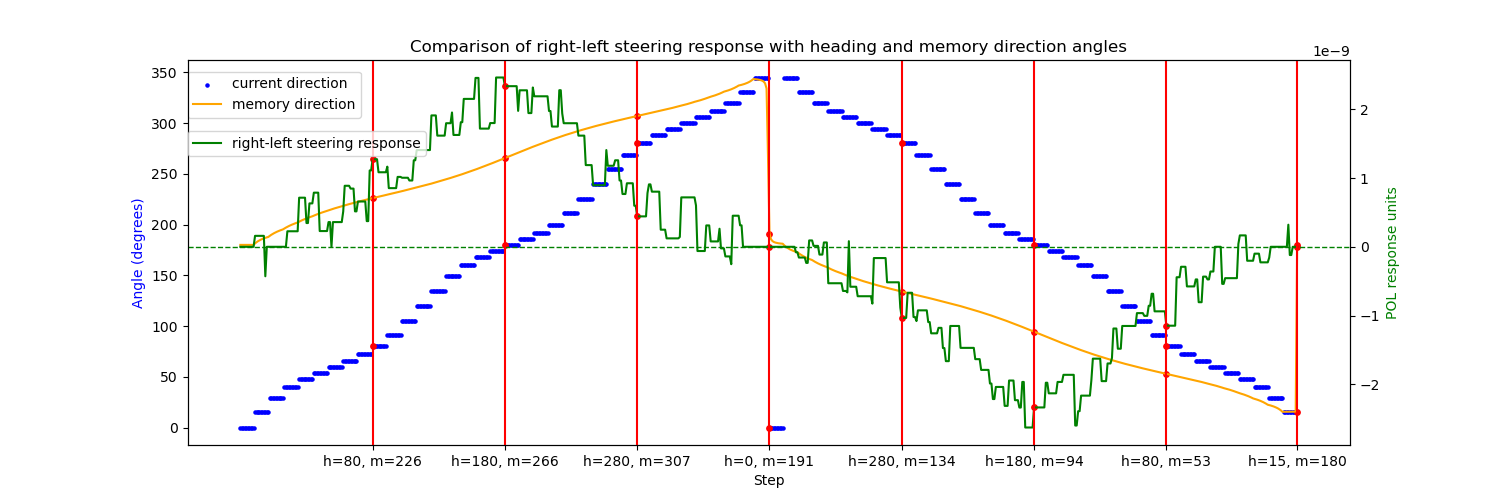 Comparison of right-left steering response with heading and memory direction angles
1e−9
current direction
memory direction
right-left steering response
Angle (degrees)
350
300
250
200
150
100
50
0
2
1
0
−1
−2
POL response units
h=80, m=226
h=180, m=266
h=280, m=307
h=0, m=191
h=280, m=134
h=180, m=94
h=80, m=53
h=15, m=180
Step